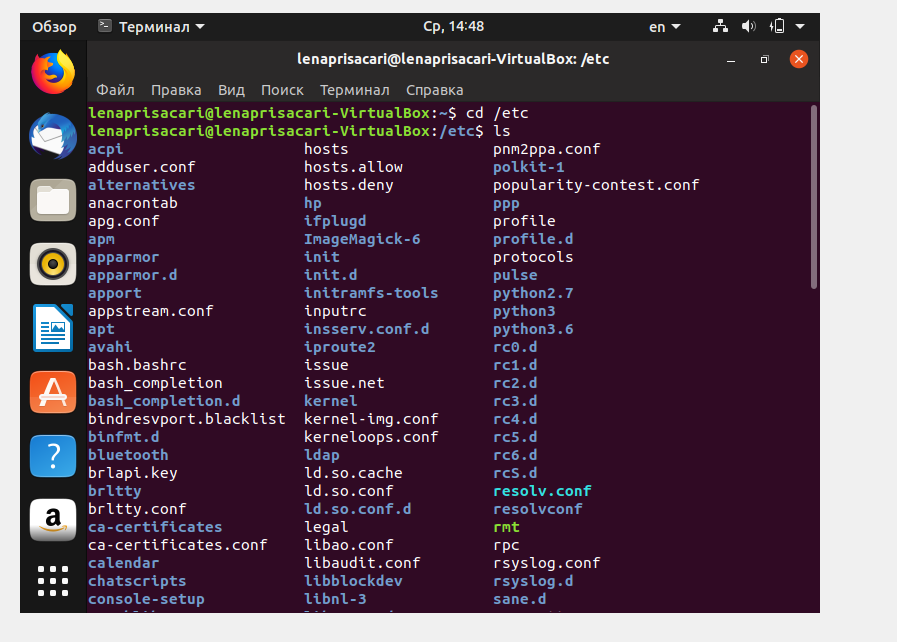 Обзор Терминал Ср, 14:48 en
lenaprisacari@lenaprisacari-VirtualBox: /etc
Файл Правка Вид Поиск Терминал Справка
lenaprisacari@lenaprisacari-VirtualBox:~$ cd /etc
lenaprisacari@lenaprisacari-VirtualBox:/etc$ ls
acpi hosts pnm2ppa.conf
adduser.conf hosts.allow polkit-1
alternatives hosts.deny popularity-contest.conf
anacrontab hp ppp
apg.conf ifplugd profile
apm ImageMagick-6 profile.d
apparmor init protocols
apparmor.d init.d pulse
apport initramfs-tools python2.7
appstream.conf inputrc python3
apt insserv.conf.d python3.6
avahi iproute2 rc0.d
bash.bashrc issue rc1.d
bash_completion issue.net rc2.d
bash_completion.d kernel rc3.d
bindresvport.blacklist kernel-img.conf rc4.d
binfmt.d kerneloops.conf rc5.d
bluetooth ldap rc6.d
brlapi.key ld.so.cache rcS.d
brltty ld.so.conf resolv.conf
brltty.conf ld.so.conf.d resolvconf
ca-certificates legal rmt
ca-certificates.conf libao.conf rpc
calendar libaudit.conf rsyslog.conf
chatscripts libblockdev rsyslog.d
console-setup libnl-3 sane.d